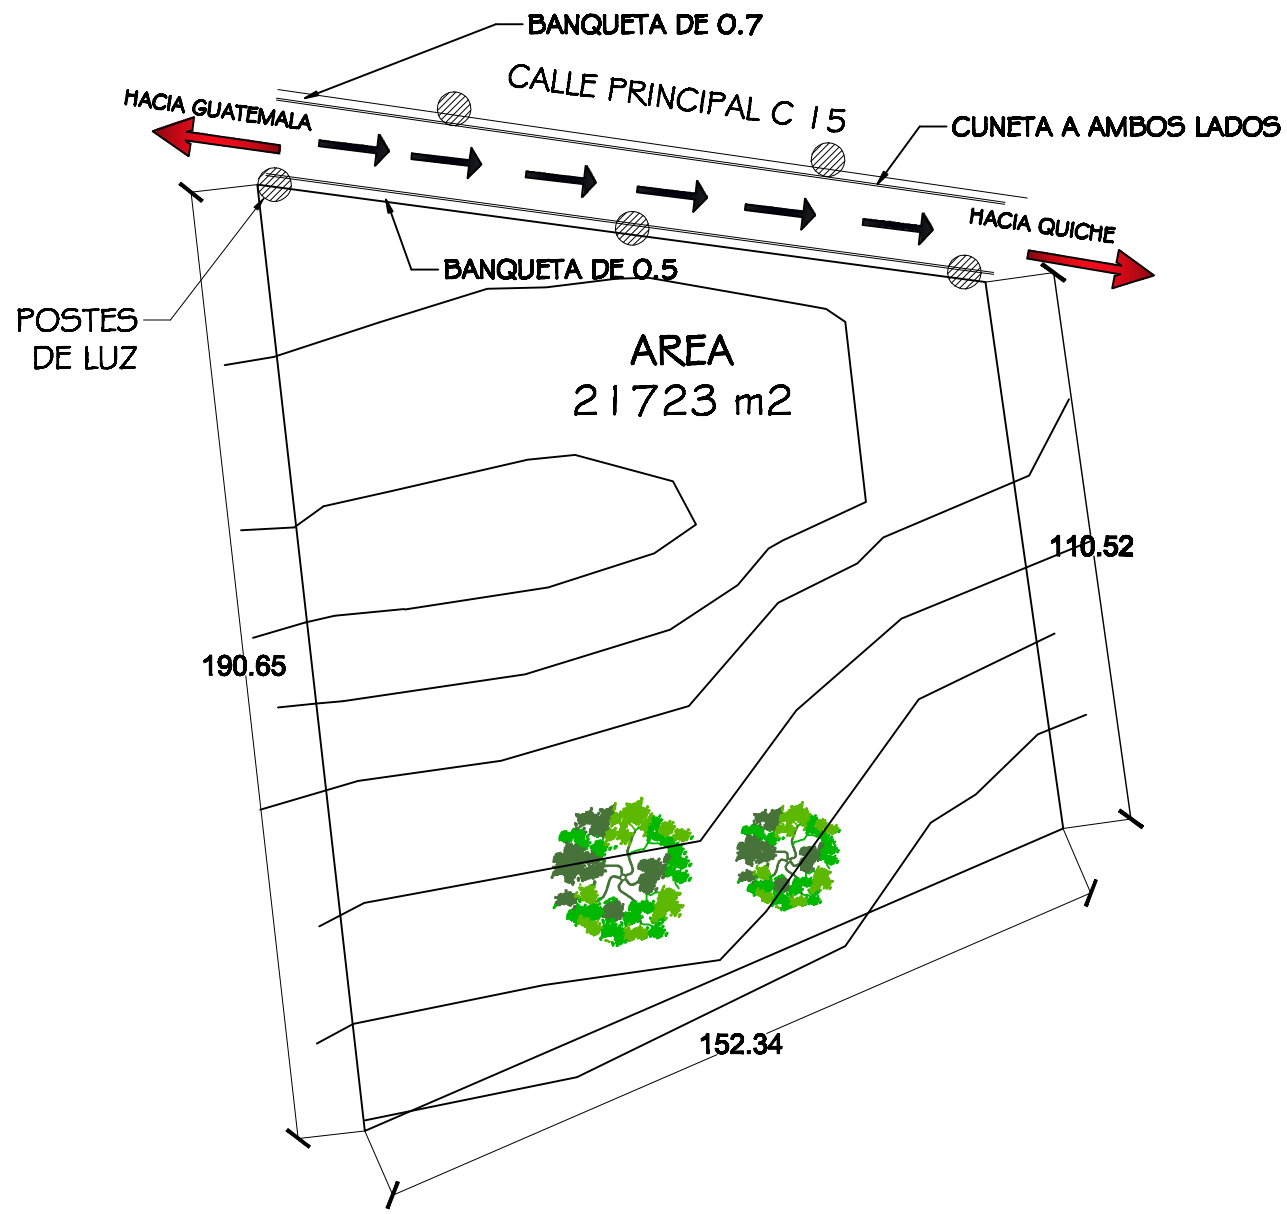 BANQUETA DE 0.7
CALLE PRINCIPAL C 15
HACIA GUATEMALA
CUNETA A AMBOS LADOS
HACIA QUICHE
BANQUETA DE 0.5
POSTES
DE LUZ
AREA
21723 m2
110.52
190.65
152.34